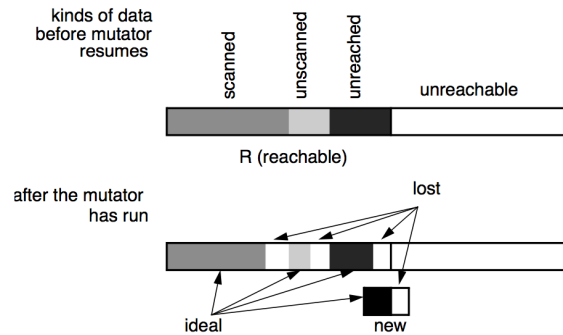 kinds of data
before mutator
resumes
scanned
unscanned
unreached
unreachable
R (reachable)
after the mutator
has run
lost
ideal
new